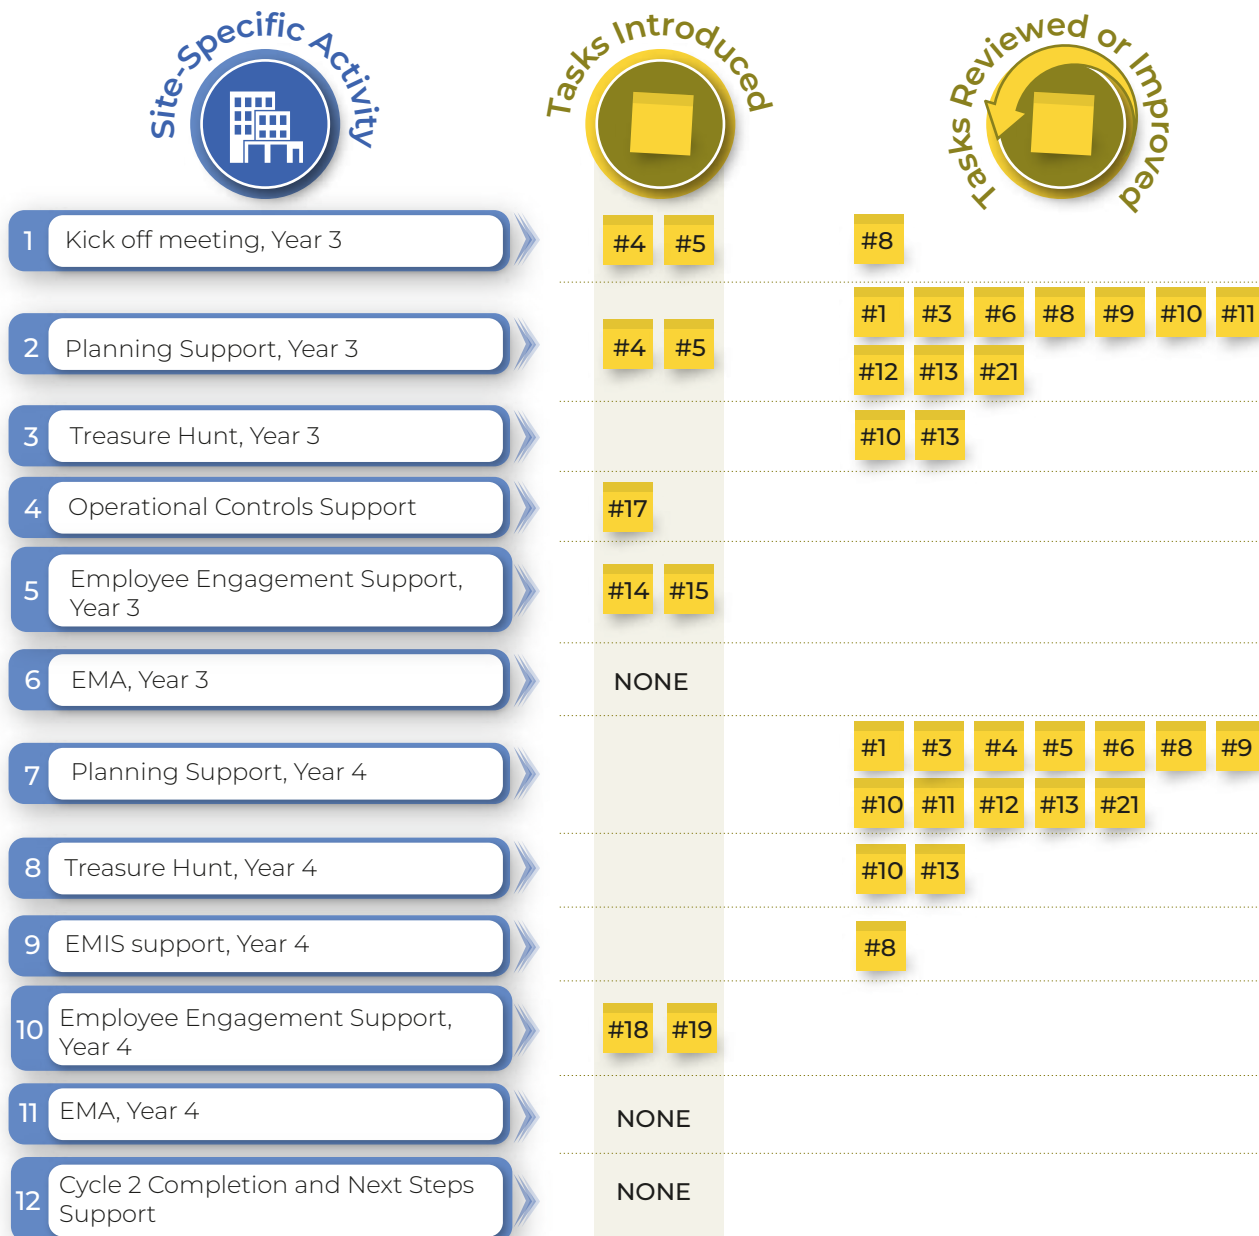 Site-Specific Activity
Tasks Introduced
Tasks Reviewed or Improved
1 Kick off meeting, Year 3 #4 #5 #8
2 Planning Support, Year 3 #4 #5 #1 #3 #6 #8 #9 #10 #11
#12 #13 #21
3 Treasure Hunt, Year 3 #10 #13
4 Operational Controls Support #17
5 Employee Engagement Support,
Year 3 #14 #15
6 EMA, Year 3 NONE
7 Planning Support, Year 4 #1 #3 #4 #5 #6 #8 #9
#10 #11 #12 #13 #21
8 Treasure Hunt, Year 4 #10 #13
9 EMIS support, Year 4 #8
10 Employee Engagement Support,
Year 4 #18 #19
11 EMA, Year 4 NONE
12 Cycle 2 Completion and Next Steps
Support NONE